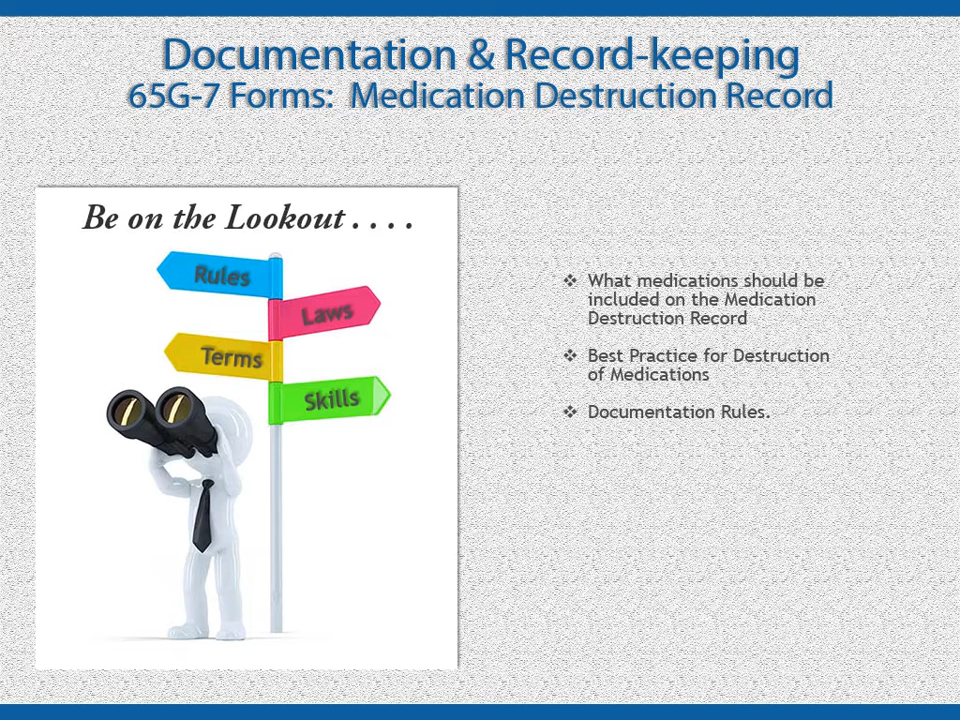 Documentation & Record-keeping
65G-7 Forms:  Medication Destruction Record
Be on the Lookout . . . .
Rules
Laws
Terms
Skills
❖ What medications should be
included on the Medication
Destruction Record
❖ Best Practice for Destruction
of Medications
❖ Documentation Rules.